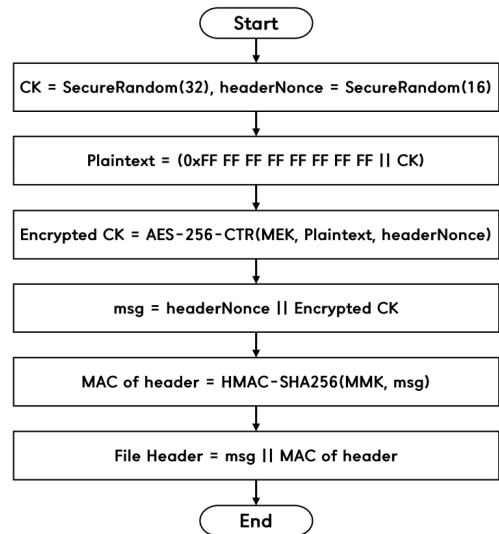 Start
CK = SecureRandom(32), headerNonce = SecureRandom(16)
Plaintext = (0xFF FF FF FF FF FF FF FF || CK)
Encrypted CK = AES-256-CTR(MEK, Plaintext, headerNonce)
msg = headerNonce || Encrypted CK
MAC of header = HMAC-SHA256(MMK, msg)
File Header = msg || MAC of header
End